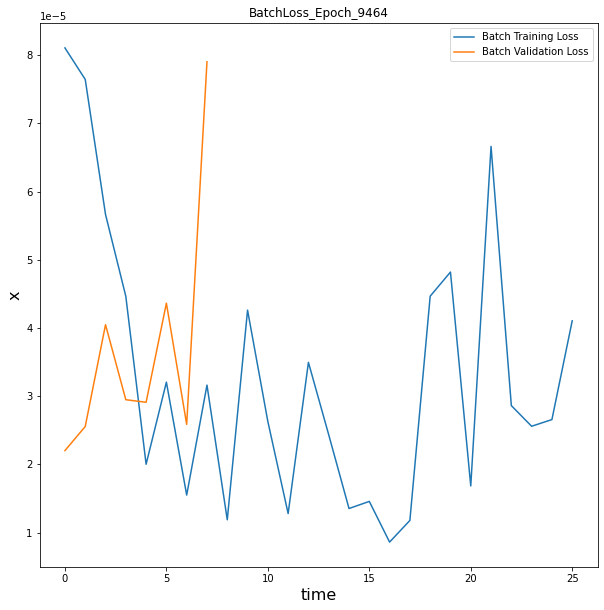 BatchLoss_Epoch_9464
1e−5
Batch Training Loss
Batch Validation Loss
8
7
6
5
4
3
2
1
x
0 5 10 15 20 25
time